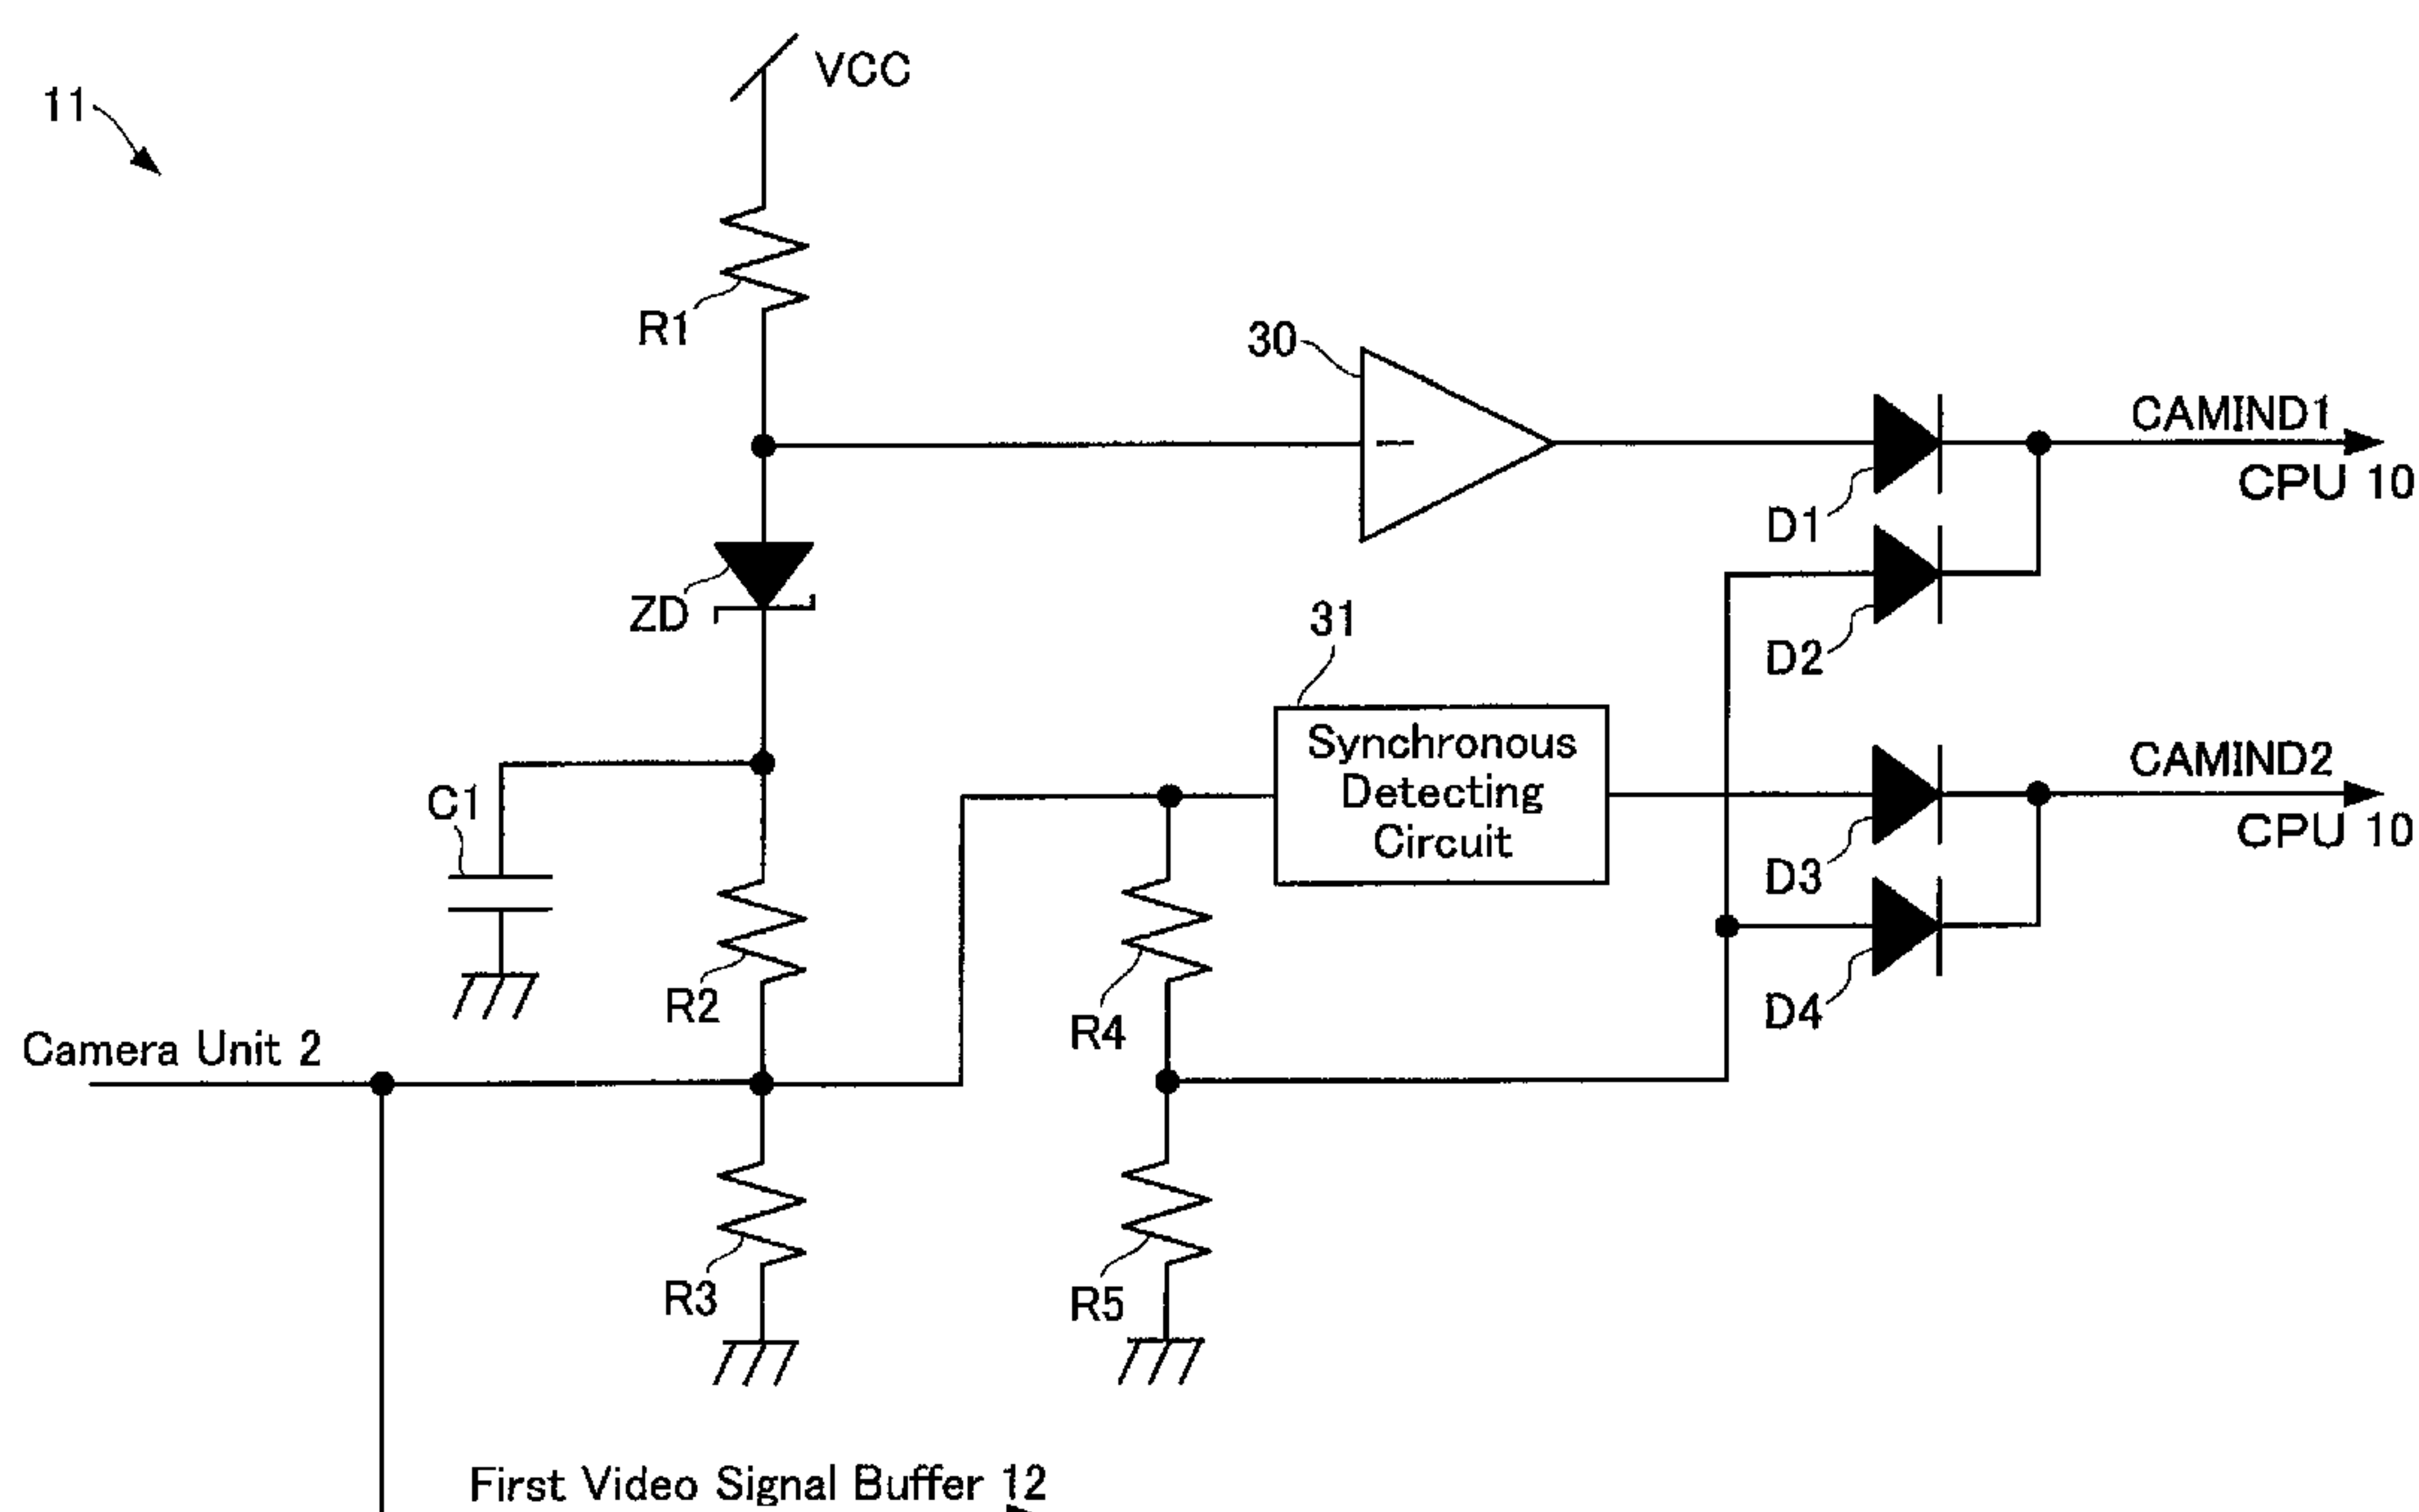 VCC
11
R1
30
CAMIND1
CPU 10
D1
ZD
31
D2
Synchronous
Detecting
Circuit
CAMIND2
CPU 10
C1
D3
R2
R4
D4
Camera Unit 2
R3
R5
First Video Signal Buffer 12